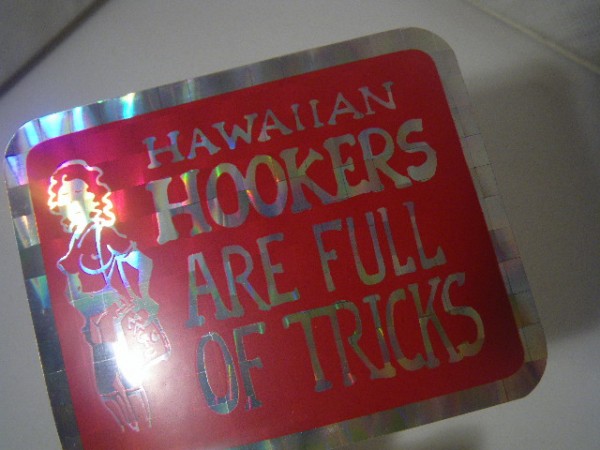 HAWAIIAN
HOOKERS
ARE FULL
OF TRICKS